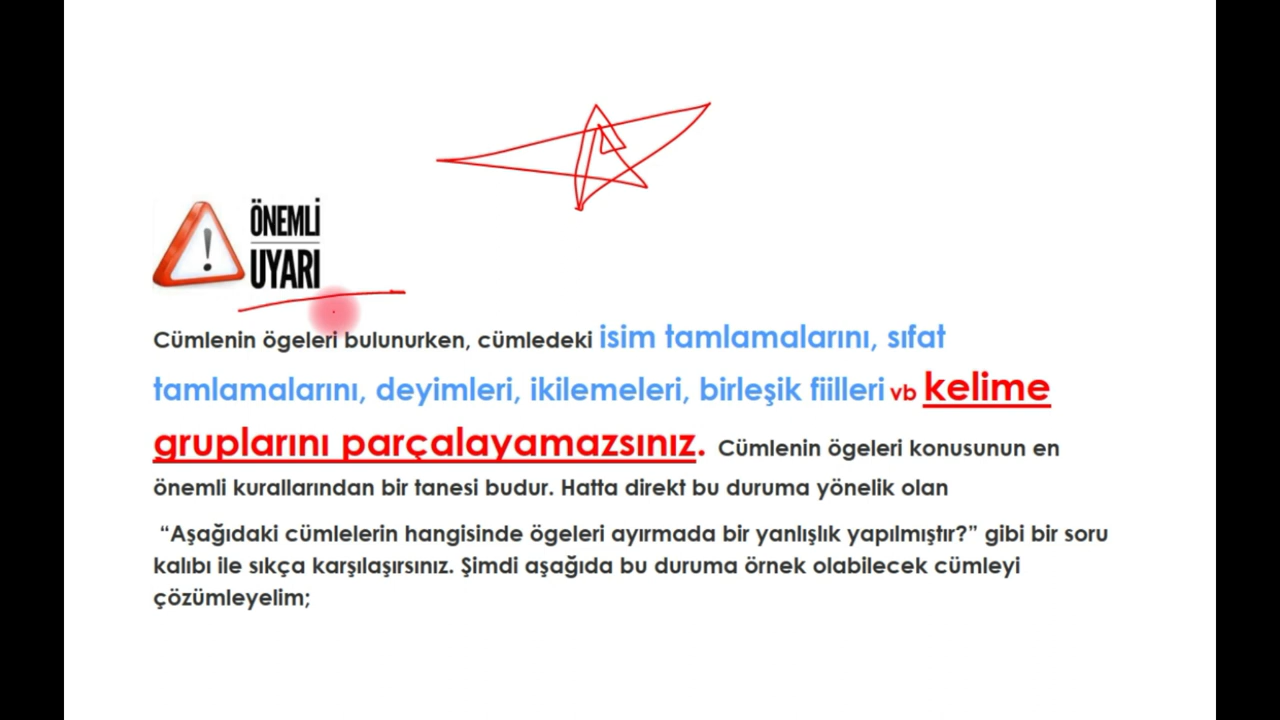 ÖNEMLİ
UYARI
Cümlenin ögeleri bulunurken, cümledeki isim tamlamalarını, sıfat
tamlamalarını, deyimleri, ikilemeleri, birleşik fiilleri vb kelime
gruplarını parçalayamazsınız. Cümlenin ögeleri konusunun en
önemli kurallarından bir tanesi budur. Hatta direkt bu duruma yönelik olan
“Aşağıdaki cümlelerin hangisinde ögeleri ayırmada bir yanlışlık yapılmıştır?” gibi bir soru
kalıbı ile sıkça karşılaşırsınız. Şimdi aşağıda bu duruma örnek olabilecek cümleyi
çözümleyelim;